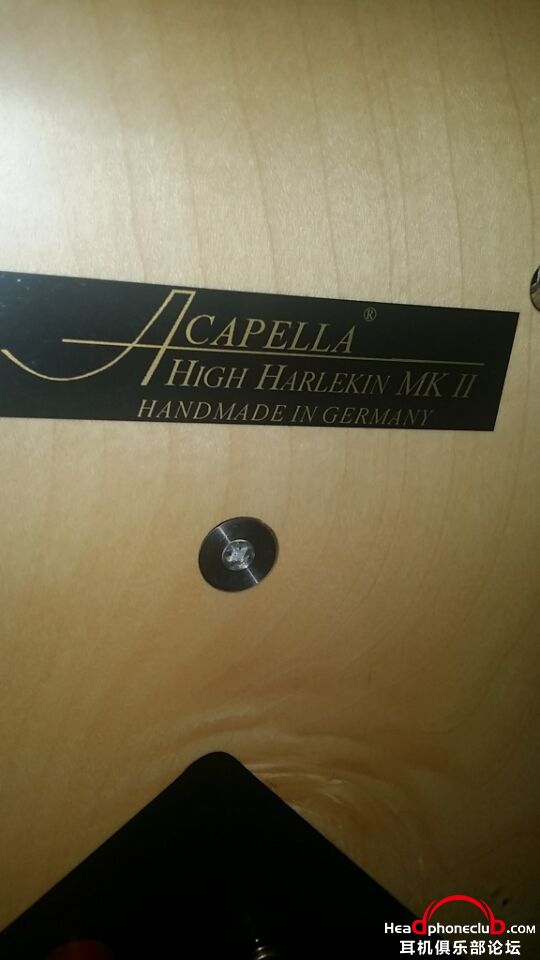 ACAPELLA®
HIGH HARLEKIN MK II
HANDMADE IN GERMANY
Headphoneclub.com
耳机俱乐部论坛